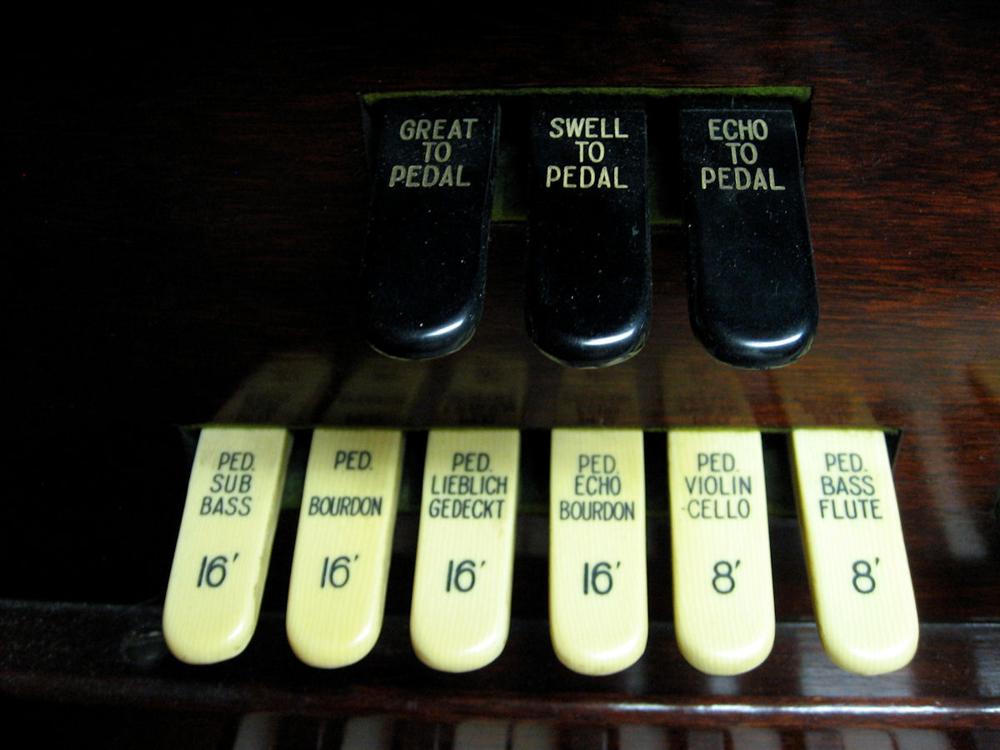 GREAT
TO
PEDAL
SWELL
TO
PEDAL
ECHO
TO
PEDAL
PED.
SUB
BASS
16'
PED.
BOURDON
16'
PED.
LIEBLICH
GEDECKT
16'
PED.
ECHO
BOURDON
16'
PED.
VIOLIN
-CELLO
8'
PED.
BASS
FLUTE
8'